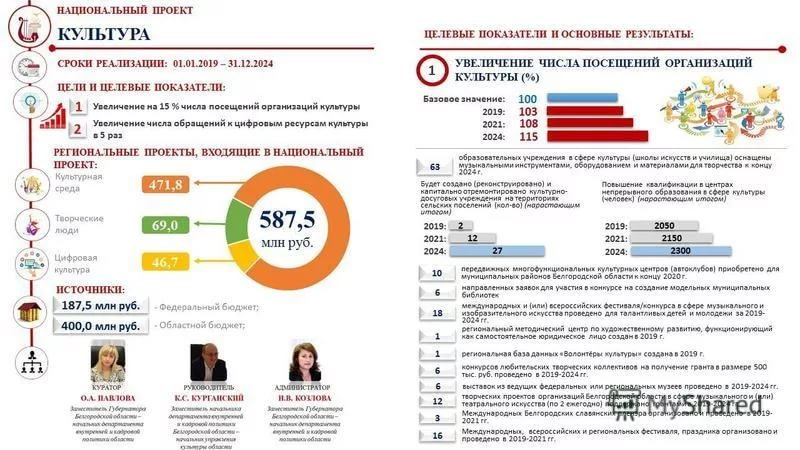 НАЦИОНАЛЬНЫЙ ПРОЕКТ
КУЛЬТУРА
СРОКИ РЕАЛИЗАЦИИ: 01.01.2019 – 31.12.2024
ЦЕЛИ И ЦЕЛЕВЫЕ ПОКАЗАТЕЛИ:
1 Увеличение на 15 % числа посещений организаций культуры
2 Увеличение числа обращений к цифровым ресурсам культуры
в 5 раз
РЕГИОНАЛЬНЫЕ ПРОЕКТЫ, ВХОДЯЩИЕ В НАЦИОНАЛЬНЫЙ
ПРОЕКТ:
Культурная
среда
471,8
Творческие
люди
69,0
Цифровая
культура
46,7
587,5
млн руб.
ИСТОЧНИКИ:
187,5 млн руб. - Федеральный бюджет;
400,0 млн руб. - Областной бюджет;
КУРАТОР
О.А. ПАВЛОВА
Заместитель Губернатора
Белгородской области –
начальник департамента
внутренней и кадровой
политики области
РУКОВОДИТЕЛЬ
К.С. КУРГАНСКИЙ
Заместитель начальника
департамента внутренней
и кадровой политики
Белгородской области –
начальник управления
культуры области
АДМИНИСТРАТОР
Н.В. КОЗЛОВА
Заместитель Губернатора
Белгородской области –
начальник департамента
внутренней и кадровой
политики области
ЦЕЛЕВЫЕ ПОКАЗАТЕЛИ И ОСНОВНЫЕ РЕЗУЛЬТАТЫ:
1 УВЕЛИЧЕНИЕ ЧИСЛА ПОСЕЩЕНИЙ ОРГАНИЗАЦИЙ
КУЛЬТУРЫ (%)
Базовое значение: 100
2019: 103
2021: 108
2024: 115
63 образовательных учреждения в сфере культуры (школы искусств и училища) оснащены
музыкальными инструментами, оборудованием и материалами для творчества к концу
2024 г.
Будет создано (реконструировано) и
капитально отремонтировано культурно-
досуговых учреждения на территориях
сельских поселений (кол-во) (нарастающим
итогом)
2019: 2
2021: 12
2024: 27
Повышение квалификации в центрах
непрерывного образования в сфере культуры
(человек) (нарастающим итогом)
2019: 2050
2021: 2150
2024: 2300
10 передвижных многофункциональных культурных центров (автоклубов) приобретено для
муниципальных районов Белгородской области к концу 2020 г.
6 направленных заявок для участия в конкурсе на создание модельных муниципальных
библиотек
18 международных и (или) всероссийских фестиваля/конкурса в сфере музыкального и
изобразительного искусства проведено для талантливых детей и молодежи за 2019-
2024 гг.
1 региональный методический центр по художественному развитию, функционирующий
как самостоятельное юридическое лицо создано в 2019 г.
1 региональная база данных «Волонтёры культуры» создана в 2019 г.
6 конкурсов любительских творческих коллективов на получение гранта в размере 500
тыс. руб. проведено в 2019-2024 гг.
6 выставок из ведущих федеральных или региональных музеев проведено в 2019-2024 гг.
12 творческих проектов организаций Белгородской области музыкального и (или)
театрального искусства (по 2 ежегодно)
3 Международных Белгородских славянских организовано и проведено в 2019-
2021 гг.
16 Международных, всероссийских и региональных фестиваля, праздника организовано и
проведено в 2019-2021 гг.
MyShared